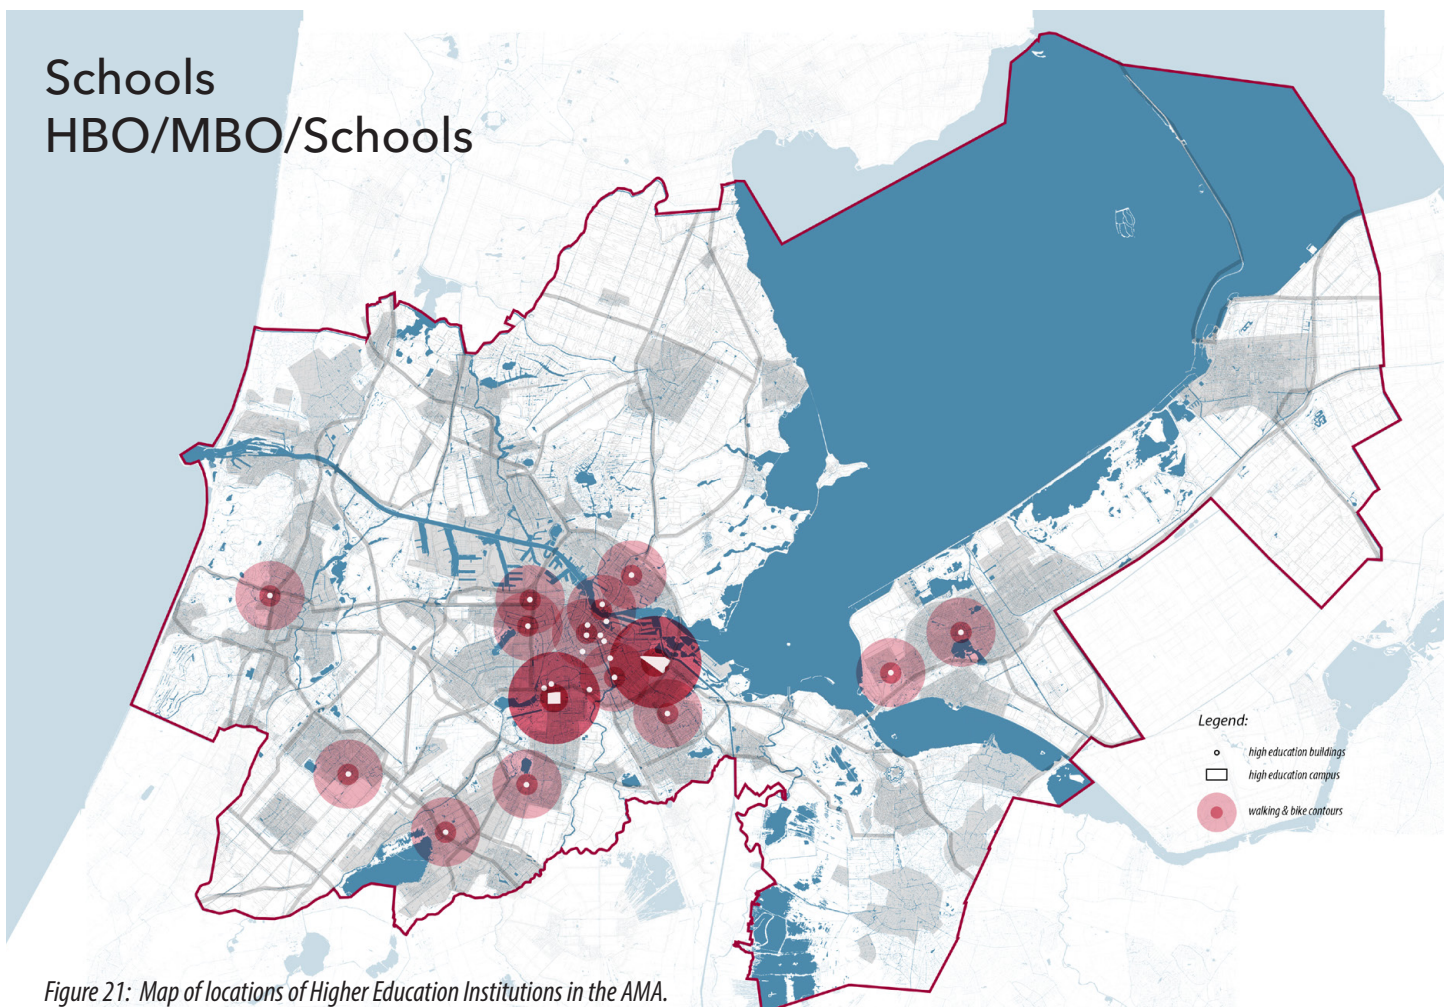 Schools
HBO/MBO/Schools
Legend:
high education buildings
high education campus
walking & bike contours
Figure 21: Map of locations of Higher Education Institutions in the AMA.